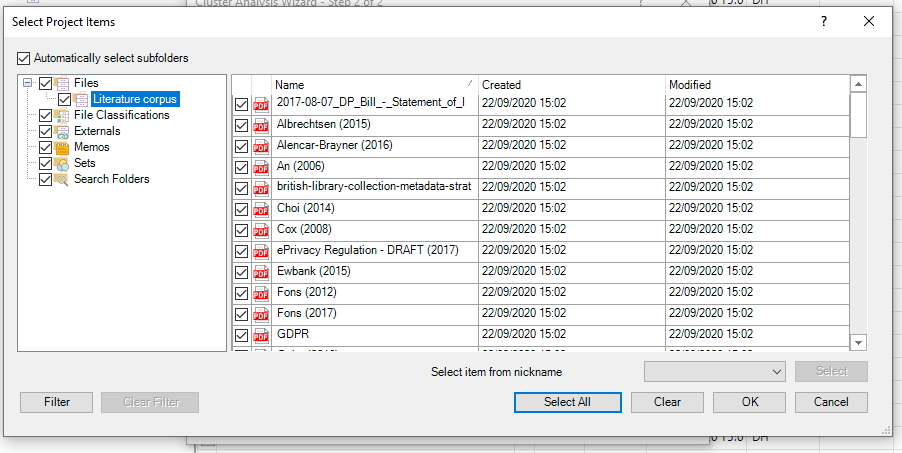 Cluster Analysis Wizard - Step 2 of 2
Select Project Items
Automatically select subfolders
Files
Literature corpus
File Classifications
Externals
Memos
Sets
Search Folders
Name Created Modified
2017-08-07_DP_Bill_-_Statement_of_I 22/09/2020 15:02 22/09/2020 15:02
Albrechtsen (2015) 22/09/2020 15:02 22/09/2020 15:02
Alencar-Brayner (2016) 22/09/2020 15:02 22/09/2020 15:02
An (2006) 22/09/2020 15:02 22/09/2020 15:02
british-library-collection-metadata-strat 22/09/2020 15:02 22/09/2020 15:02
Choi (2014) 22/09/2020 15:02 22/09/2020 15:02
Cox (2008) 22/09/2020 15:02 22/09/2020 15:02
ePrivacy Regulation - DRAFT (2017) 22/09/2020 15:02 22/09/2020 15:02
Ewbank (2015) 22/09/2020 15:02 22/09/2020 15:02
Fons (2012) 22/09/2020 15:02 22/09/2020 15:02
Fons (2017) 22/09/2020 15:02 22/09/2020 15:02
GDPR 22/09/2020 15:02 22/09/2020 15:02
Select item from nickname Select
Filter Clear Filter Select All Clear OK Cancel